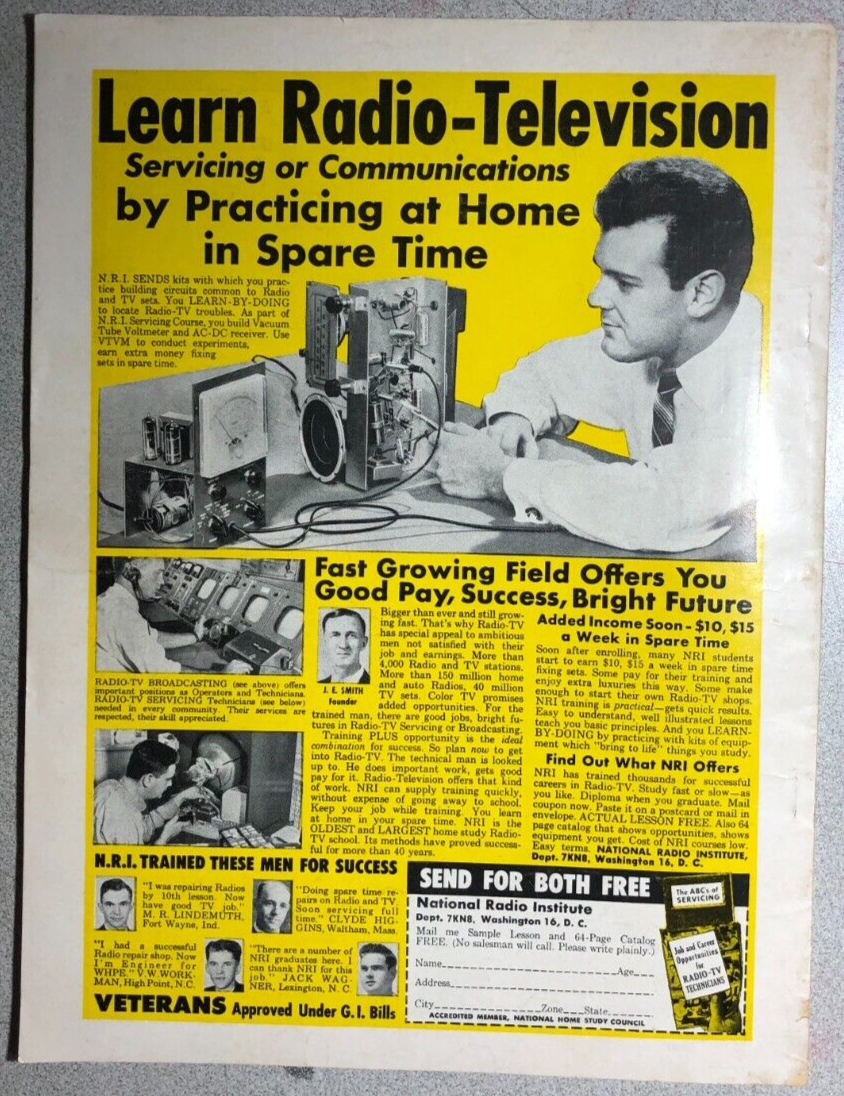 Learn Radio-Television
Servicing or Communications
by Practicing at Home
in Spare Time
N.R.I. SENDS kits with which you prac-
tice building circuits common to Radio
and TV sets. You LEARN-BY-DOING
to locate Radio-TV troubles. As part of
N.R.I. Servicing Course, you build Vacuum
Tube Voltmeter and AC-DC receiver. Use
VTVM to conduct experiments,
earn extra money fixing
sets in spare time.
RADIO-TV BROADCASTING (see above) offers
important positions as Operators and Technicians.
RADIO-TV SERVICING Technicians (see below)
needed in every community. Their services are
respected, their skill appreciated.
Fast Growing Field Offers You
Good Pay, Success, Bright Future
J. E. SMITH
Founder
Bigger than ever and still grow-
ing fast. That's why Radio-TV
has special appeal to ambitious
men not satisfied with their
job and earnings. More than
4,000 Radio and TV stations.
More than 150 million home
and auto Radios, 40 million
TV sets. Color TV promises
added opportunities. For the
trained man, there are good jobs, bright fu-
tures in Radio-TV Servicing or Broadcasting.
Training PLUS opportunity is the ideal
combination for success. So plan now to get
into Radio-TV. The technical man is looked
up to. He does important work, gets good
pay for it. Radio-Television offers that kind
of work. NRI can supply training quickly,
without expense of going away to school.
Keep your job while training. You learn
at home in your spare time. NRI is the
OLDEST and LARGEST home study Radio-
TV school. Its methods have proved success-
ful for more than 40 years.
Added Income Soon - $10, $15
a Week in Spare Time
Soon after enrolling, many NRI students
start to earn $10, $15 a week in spare time
fixing sets. Some pay for their training and
enjoy extra luxuries this way. Some make
enough to start their own Radio-TV shops.
NRI training is practical—gets quick results.
Easy to understand, well illustrated lessons
teach you basic principles. And you LEARN-
BY-DOING by practicing with kits of equip-
ment which "bring to life" things you study.
Find Out What NRI Offers
NRI has trained thousands for successful
careers in Radio-TV. Study fast or slow—as
you like. Diploma when you graduate. Mail
coupon now. Paste it on a postcard or mail in
envelope. ACTUAL LESSON FREE. Also 64
page catalog that shows opportunities, shows
equipment you get. Cost of NRI courses low.
Easy terms. NATIONAL RADIO INSTITUTE,
Dept. 7KN8, Washington 16, D. C.
N.R.I. TRAINED THESE MEN FOR SUCCESS
"I was repairing Radios
by 10th lesson. Now
have good TV job."
M. R. LINDEMUTH,
Fort Wayne, Ind.
"Doing spare time re-
pairs on Radio and TV.
Soon servicing full
time." CLYDE HIG-
GINS, Waltham, Mass.
"I had a successful
Radio repair shop. Now
I'm Engineer for
WHPE." V. W. WORK-
MAN, High Point, N.C.
"There are a number of
NRI graduates here. I
can thank NRI for this
job." JACK WAG-
NER, Lexington, N. C.
VETERANS Approved Under G. I. Bills
SEND FOR BOTH FREE
National Radio Institute
Dept. 7KN8, Washington 16, D. C.
Mail me Sample Lesson and 64-Page Catalog
FREE. (No salesman will call. Please write plainly.)
Name Age
Address
City Zone State
ACCREDITED MEMBER, NATIONAL HOME STUDY COUNCIL
The ABC's of
SERVICING
Job and Career
Opportunities
for
RADIO-TV
TECHNICIANS